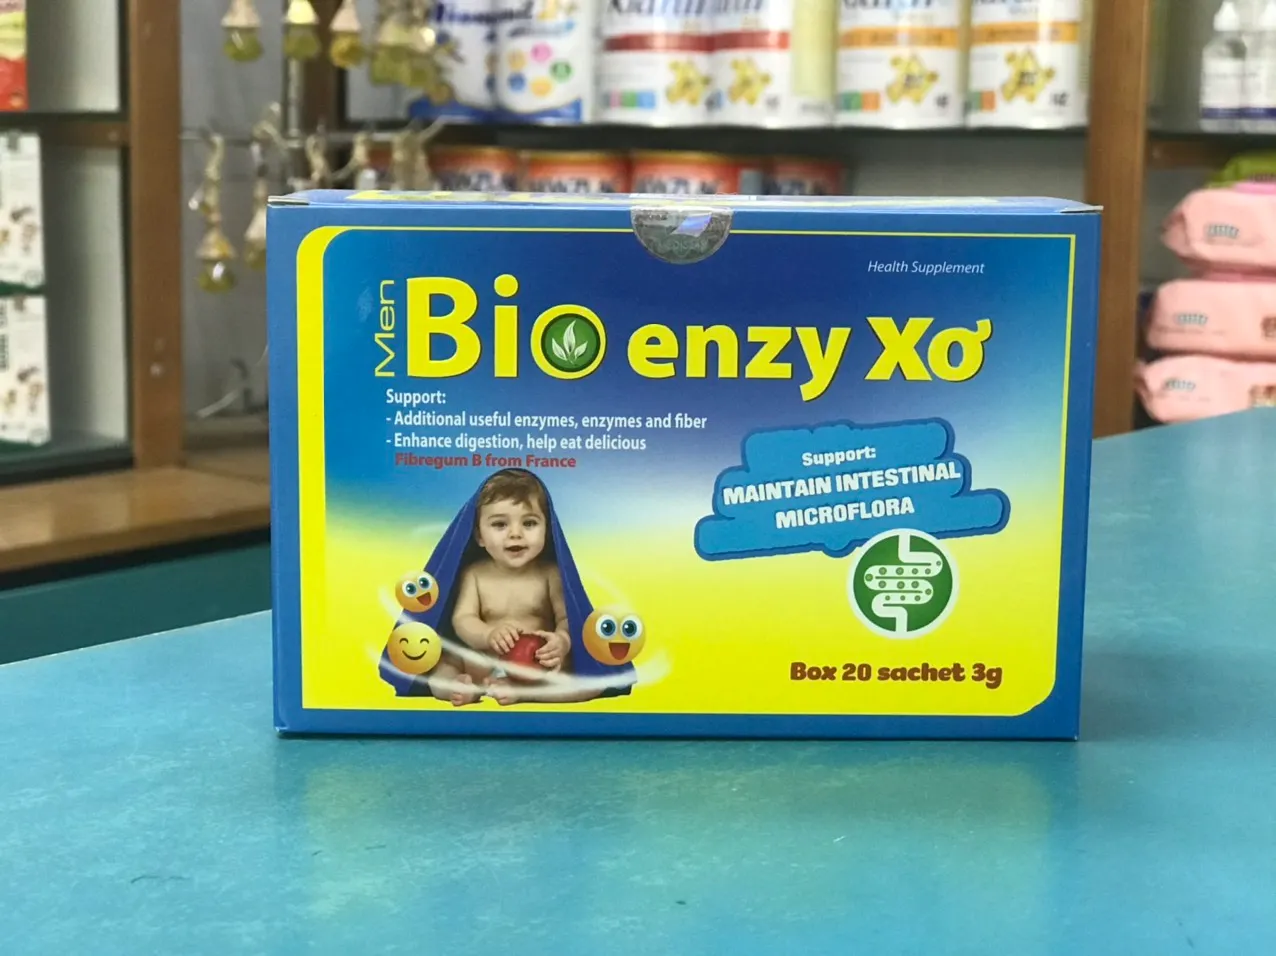 Health Supplement
Men Bio enzy Xơ
Support:
- Additional useful enzymes, enzymes and fiber
- Enhance digestion, help eat delicious
Fibregum B from France
Support:
MAINTAIN INTESTINAL
MICROFLORA
Box 20 sachet 3g